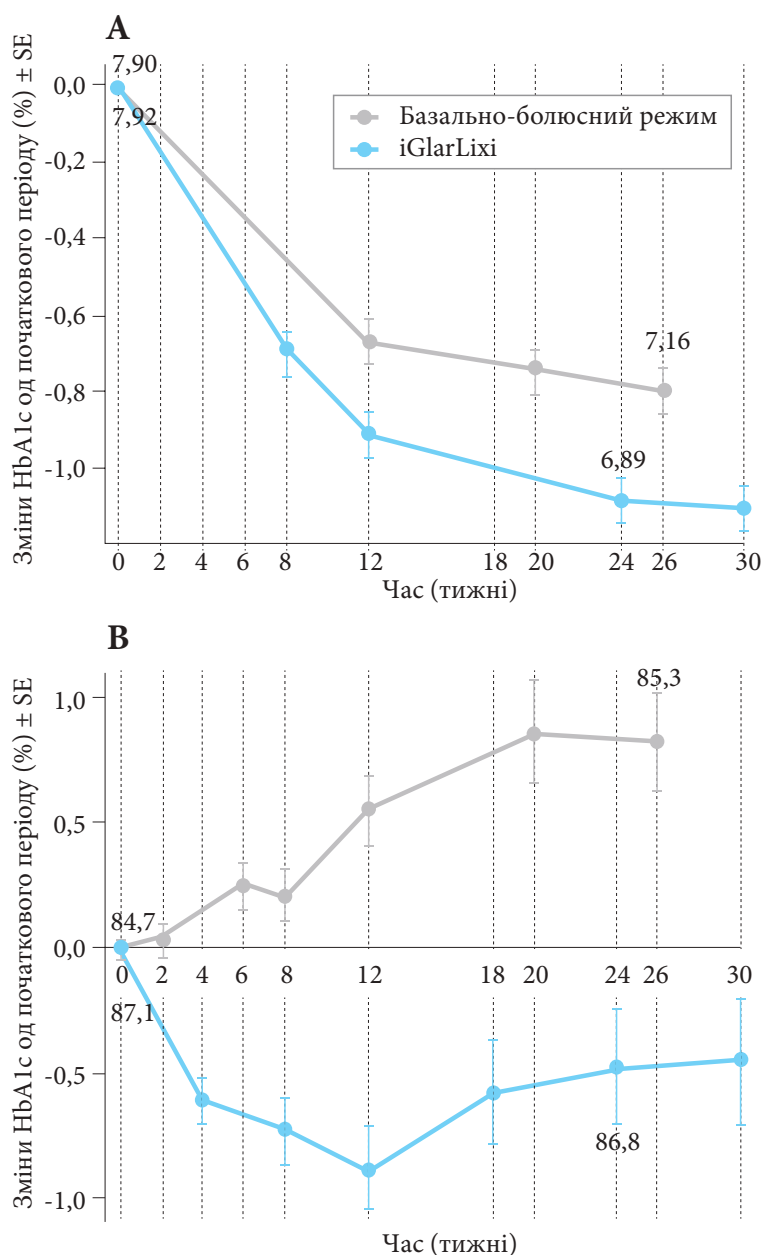 A
Зміни HbA1c од початкового періоду (%) ± SE
0,0
-0,2
-0,4
-0,6
-0,8
-1,0
7,90
7,92
Базально-болюсний режим
iGlarLixi
7,16
6,89
0 2 4 6 8 12 18 20 24 26 30
Час (тижні)
B
Зміни HbA1c од початкового періоду (%) ± SE
1,0
0,5
0,0
-0,5
-1,0
85,3
84,7
0 2 4 6 8 12 18 20 24 26 30
87,1
86,8
Час (тижні)